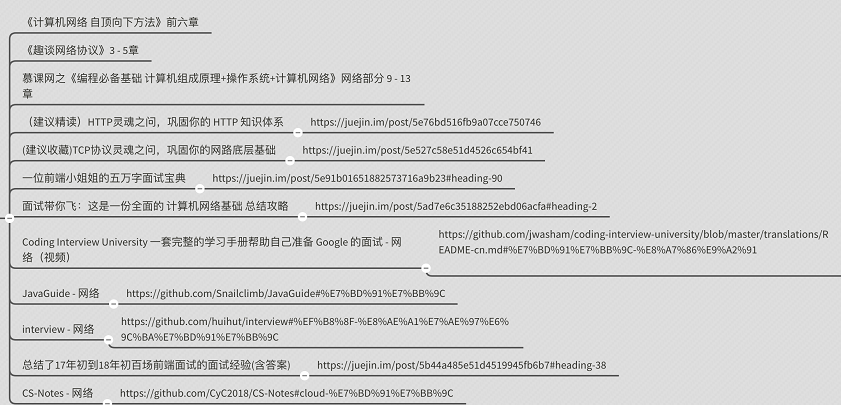 《计算机网络 自顶向下方法》前六章
《趣谈网络协议》3 - 5章
慕课网之《编程必备基础 计算机组成原理+操作系统+计算机网络》网络部分 9 - 13
章
（建议精读）HTTP灵魂之问，巩固你的 HTTP 知识体系 https://juejin.im/post/5e76bd516fb9a07cce750746
(建议收藏)TCP协议灵魂之问，巩固你的网路底层基础 https://juejin.im/post/5e527c58e51d4526c654bf41
一位前端小姐姐的五万字面试宝典 https://juejin.im/post/5e91b01651882573716a9b23#heading-90
面试带你飞：这是一份全面的 计算机网络基础 总结攻略 https://juejin.im/post/5ad7e6c35188252ebd06acfa#heading-2
Coding Interview University 一套完整的学习手册帮助自己准备 Google 的面试 - 网
络（视频）
https://github.com/jwasham/coding-interview-university/blob/master/translations/R
EADME-cn.md#%E7%BD%91%E7%BB%9C-%E8%A7%86%E9%A2%91
JavaGuide - 网络 https://github.com/Snailclimb/JavaGuide#%E7%BD%91%E7%BB%9C
interview - 网络
https://github.com/huihut/interview#%EF%B8%8F-%E8%AE%A1%E7%AE%97%E6%
9C%BA%E7%BD%91%E7%BB%9C
总结了17年初到18年初百场前端面试的面试经验(含答案) https://juejin.im/post/5b44a485e51d4519945fb6b7#heading-38
CS-Notes - 网络 https://github.com/CyC2018/CS-Notes#cloud-%E7%BD%91%E7%BB%9C